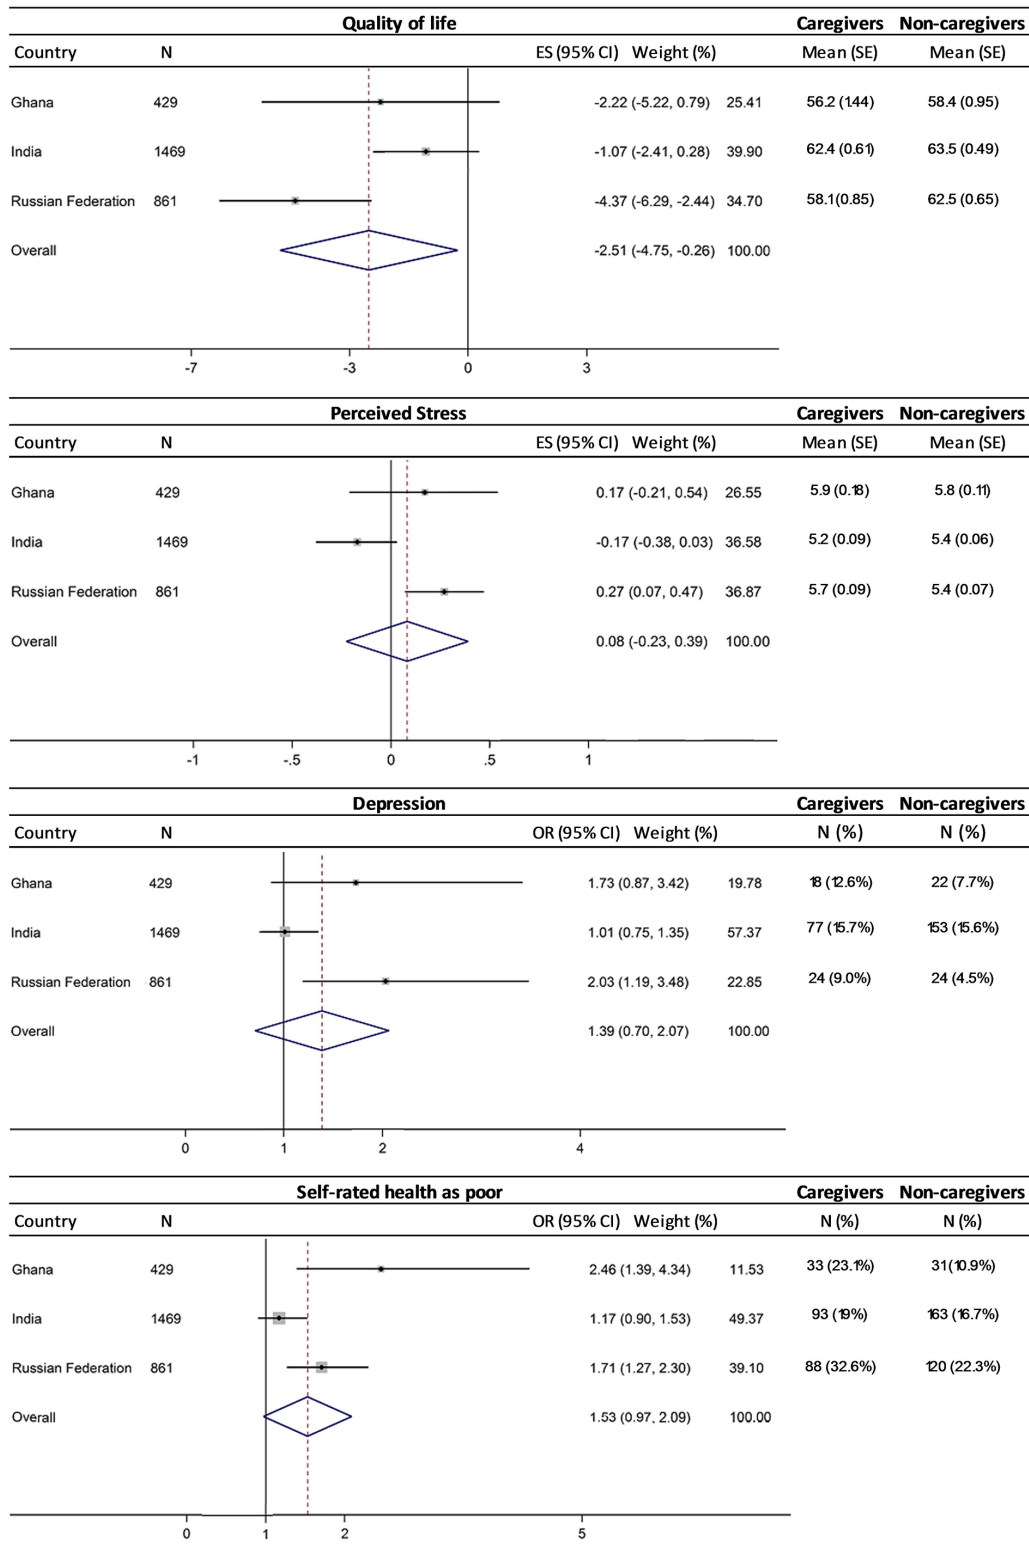 Quality of life Caregivers Non-caregivers
Country N ES (95% CI) Weight (%) Mean (SE) Mean (SE)
Ghana 429 -2.22 (-5.22, 0.79) 25.41 56.2 (1.44) 58.4 (0.95)
India 1469 -1.07 (-2.41, 0.28) 39.90 62.4 (0.61) 63.5 (0.49)
Russian Federation 861 -4.37 (-6.29, -2.44) 34.70 58.1(0.85) 62.5 (0.65)
Overall -2.51 (-4.75, -0.26) 100.00
-7 -3 0 3
Perceived Stress Caregivers Non-caregivers
Country N ES (95% CI) Weight (%) Mean (SE) Mean (SE)
Ghana 429 0.17 (-0.21, 0.54) 26.55 5.9 (0.18) 5.8 (0.11)
India 1469 -0.17 (-0.38, 0.03) 36.58 5.2 (0.09) 5.4 (0.06)
Russian Federation 861 0.27 (0.07, 0.47) 36.87 5.7 (0.09) 5.4 (0.07)
Overall 0.08 (-0.23, 0.39) 100.00
-1 -.5 0 .5 1
Depression Caregivers Non-caregivers
Country N OR (95% CI) Weight (%) N (%) N (%)
Ghana 429 1.73 (0.87, 3.42) 19.78 18 (12.6%) 22 (7.7%)
India 1469 1.01 (0.75, 1.35) 57.37 77 (15.7%) 153 (15.6%)
Russian Federation 861 2.03 (1.19, 3.48) 22.85 24 (9.0%) 24 (4.5%)
Overall 1.39 (0.70, 2.07) 100.00
0 1 2 4
Self-rated health as poor Caregivers Non-caregivers
Country N OR (95% CI) Weight (%) N (%) N (%)
Ghana 429 2.46 (1.39, 4.34) 11.53 33 (23.1%) 31(10.9%)
India 1469 1.17 (0.90, 1.53) 49.37 93 (19%) 163 (16.7%)
Russian Federation 861 1.71 (1.27, 2.30) 39.10 88 (32.6%) 120 (22.3%)
Overall 1.53 (0.97, 2.09) 100.00
0 1 2 5